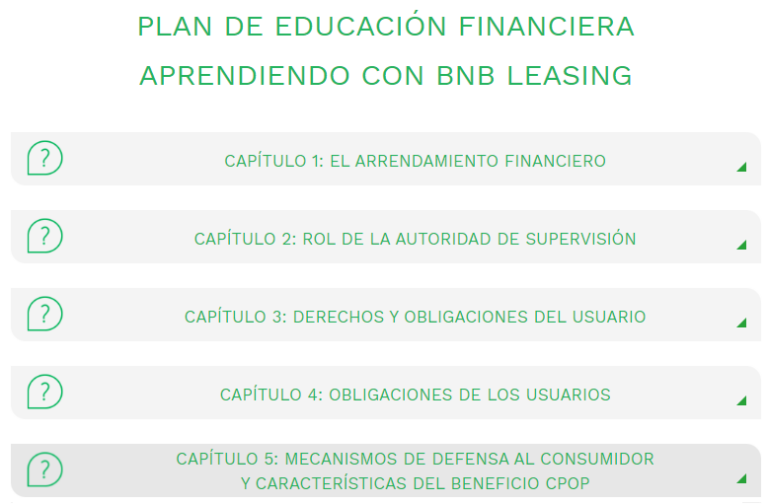 PLAN DE EDUCACIÓN FINANCIERA
APRENDIENDO CON BNB LEASING
? CAPÍTULO 1: EL ARRENDAMIENTO FINANCIERO
? CAPÍTULO 2: ROL DE LA AUTORIDAD DE SUPERVISIÓN
? CAPÍTULO 3: DERECHOS Y OBLIGACIONES DEL USUARIO
? CAPÍTULO 4: OBLIGACIONES DE LOS USUARIOS
? CAPÍTULO 5: MECANISMOS DE DEFENSA AL CONSUMIDOR
Y CARACTERÍSTICAS DEL BENEFICIO CPOP